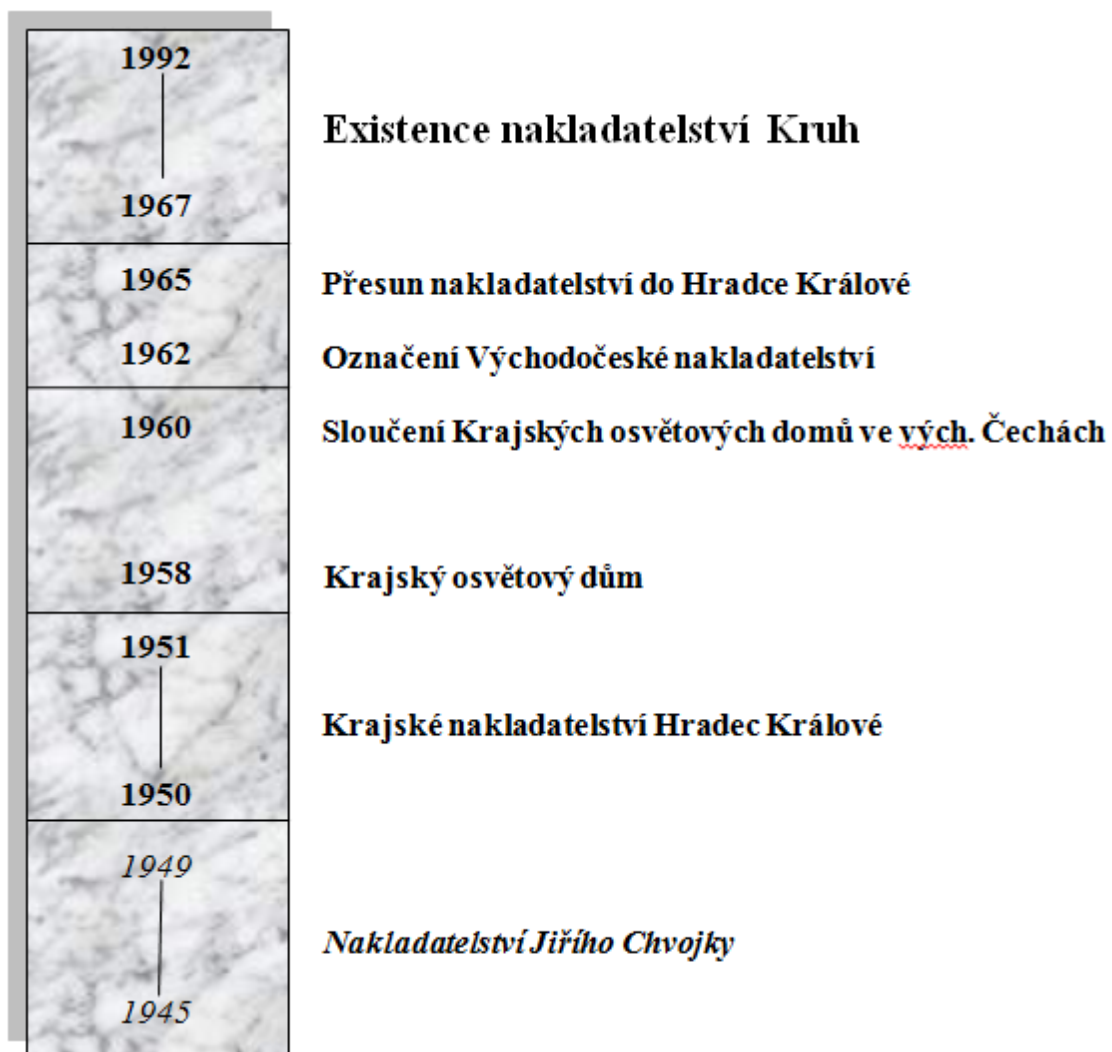 1992
Existence nakladatelství Kruh
1967
1965 Přesun nakladatelství do Hradce Králové
1962 Označení Východočeské nakladatelství
1960 Sloučení Krajských osvětových domů ve vých. Čechách
1958 Krajský osvětový dům
1951
Krajské nakladatelství Hradec Králové
1950
1949
Nakladatelství Jiřího Chvojky
1945